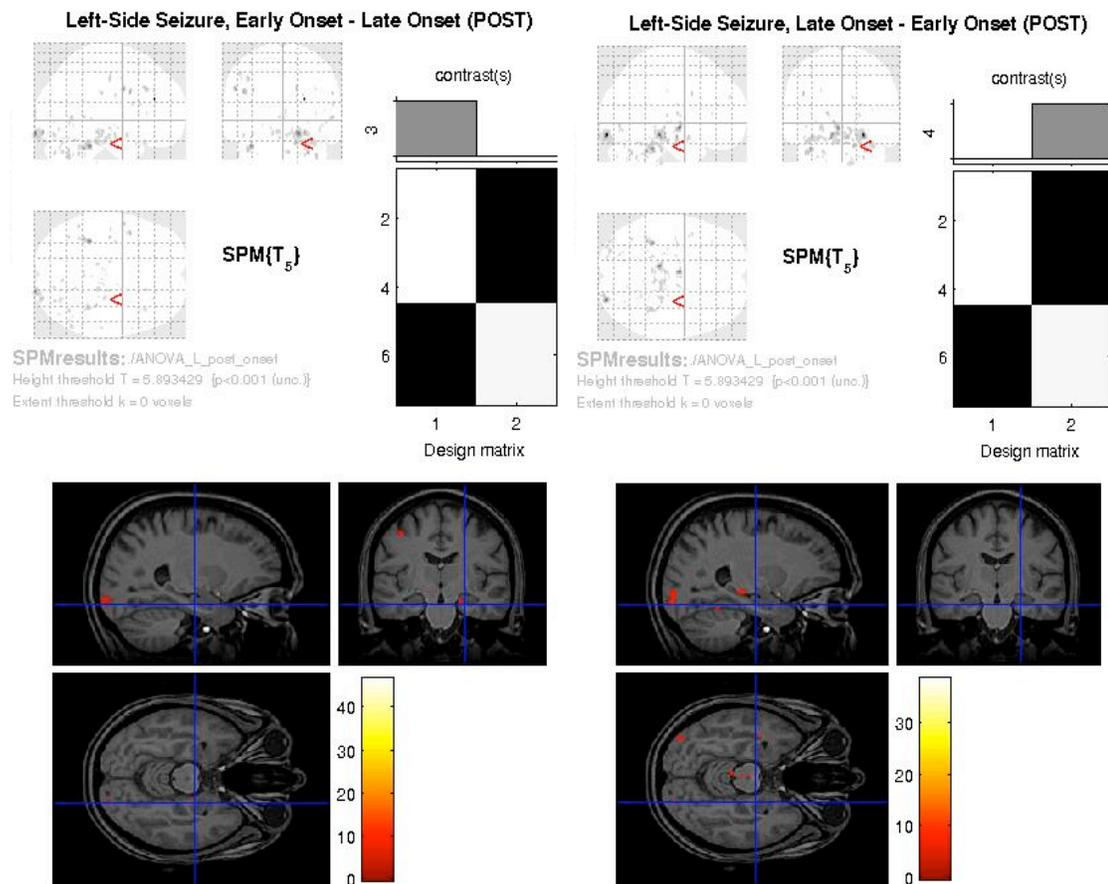 Left-Side Seizure, Early Onset - Late Onset (POST)
contrast(s)
3
<
<
<
SPM{T5}
2
4
6
SPMresults: ./ANOVA_L_post_onset
Height threshold T = 5.893429 {p<0.001 (unc.)}
Extent threshold k = 0 voxels
1 2
Design matrix
40
30
20
10
0
Left-Side Seizure, Late Onset - Early Onset (POST)
contrast(s)
4
<
<
<
SPM{T5}
2
4
6
SPMresults: ./ANOVA_L_post_onset
Height threshold T = 5.893429 {p<0.001 (unc.)}
Extent threshold k = 0 voxels
1 2
Design matrix
30
20
10
0